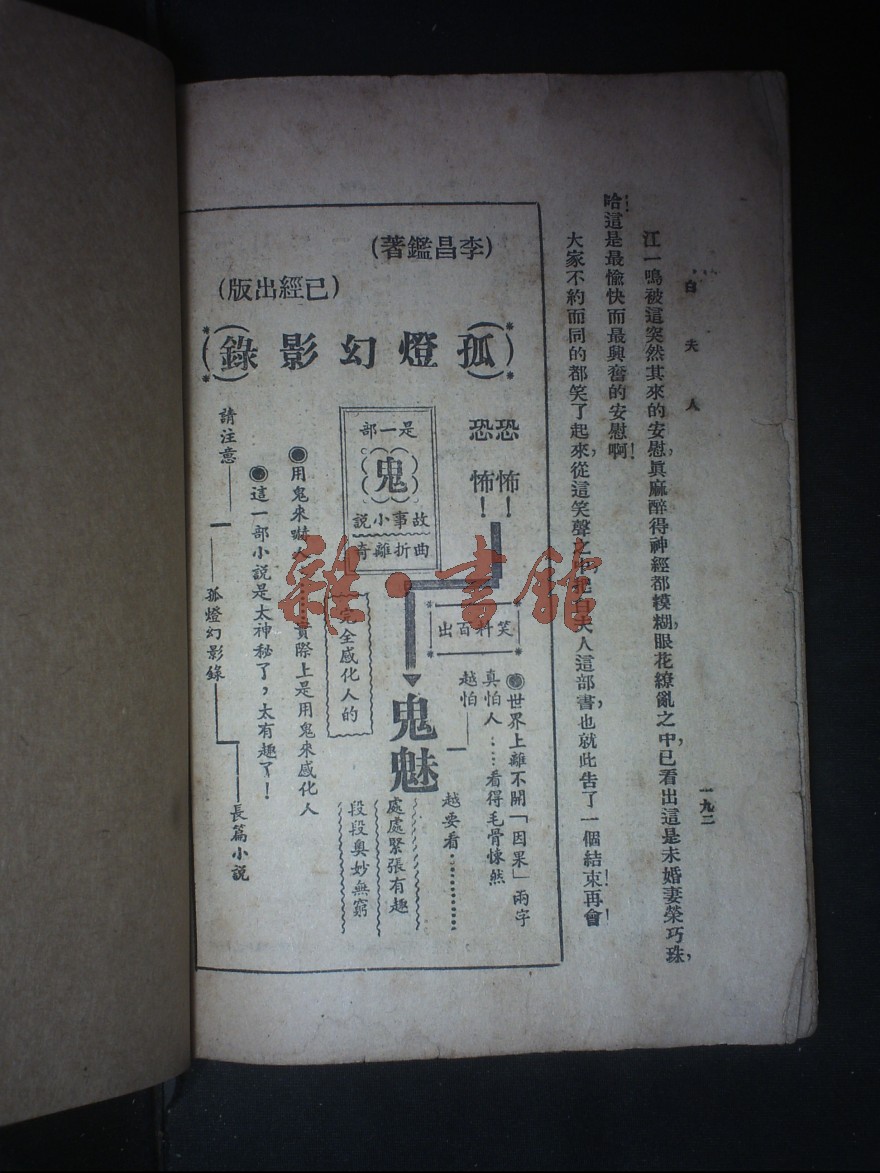 白夫人
一九二
江一鳴被這突然其來的安慰，眞麻醉得神經都糢糊，眼花繚亂之中，已看出這是未婚妻榮巧珠，
哈！這是最愉快而最興奮的安慰啊！
大家不約而同的都笑了起來，從這笑聲之中把白夫人這部書，也就此告了一個結束！再會！
(李昌鑑著)
(已經出版)
(孤燈幻影錄)
恐怖！
恐怖！
是一部
鬼
故事小說
曲折離奇
笑料百出
鬼魅
●世界上離不開「因果」兩字
真怕人……看得毛骨悚然
越怕——
越要看…………
處處緊張有趣
段段奧妙無窮
完全感化人的
●用鬼來嚇人……實際上是用鬼來感化人
●這一部小說是太神秘了，太有趣了！
請注意——
——孤燈幻影錄——
——長篇小說
雜·書館